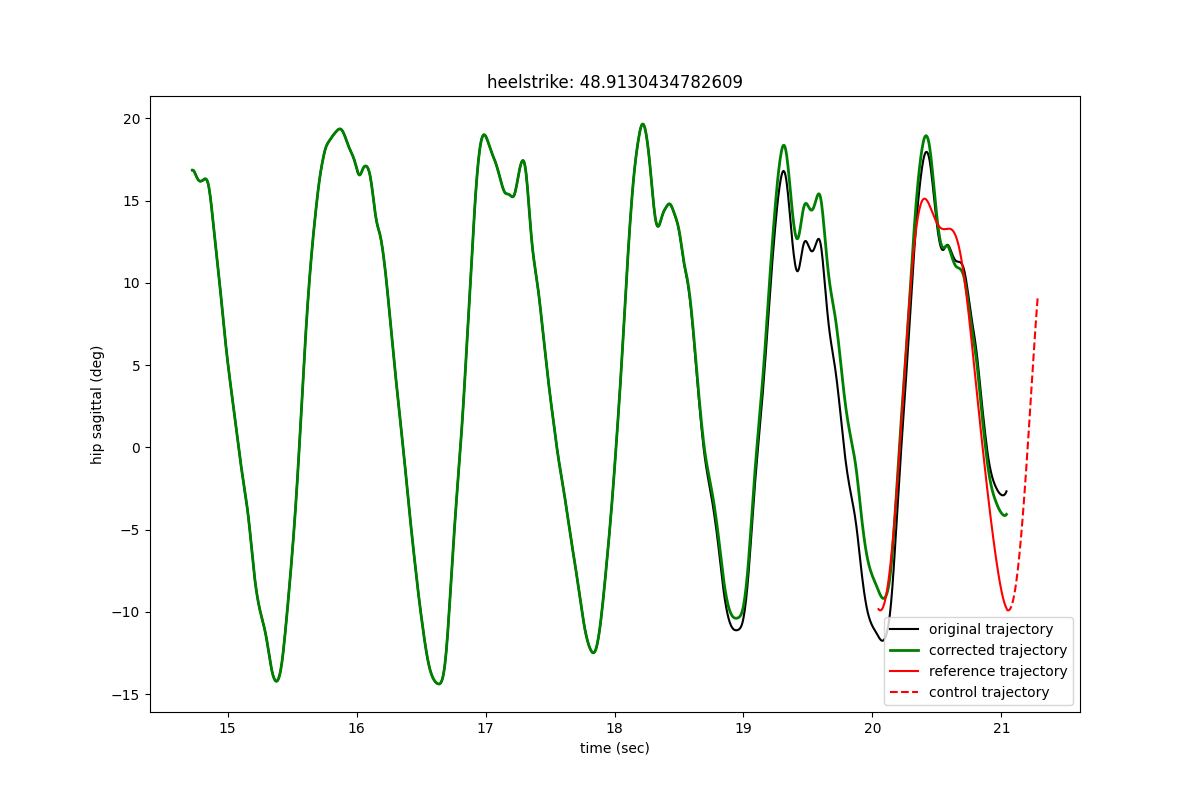 heelstrike: 48.9130434782609
20
15
10
5
0
−5
−10
−15
hip sagittal (deg)
15
16
17
18
19
20
21
time (sec)
original trajectory
corrected trajectory
reference trajectory
control trajectory